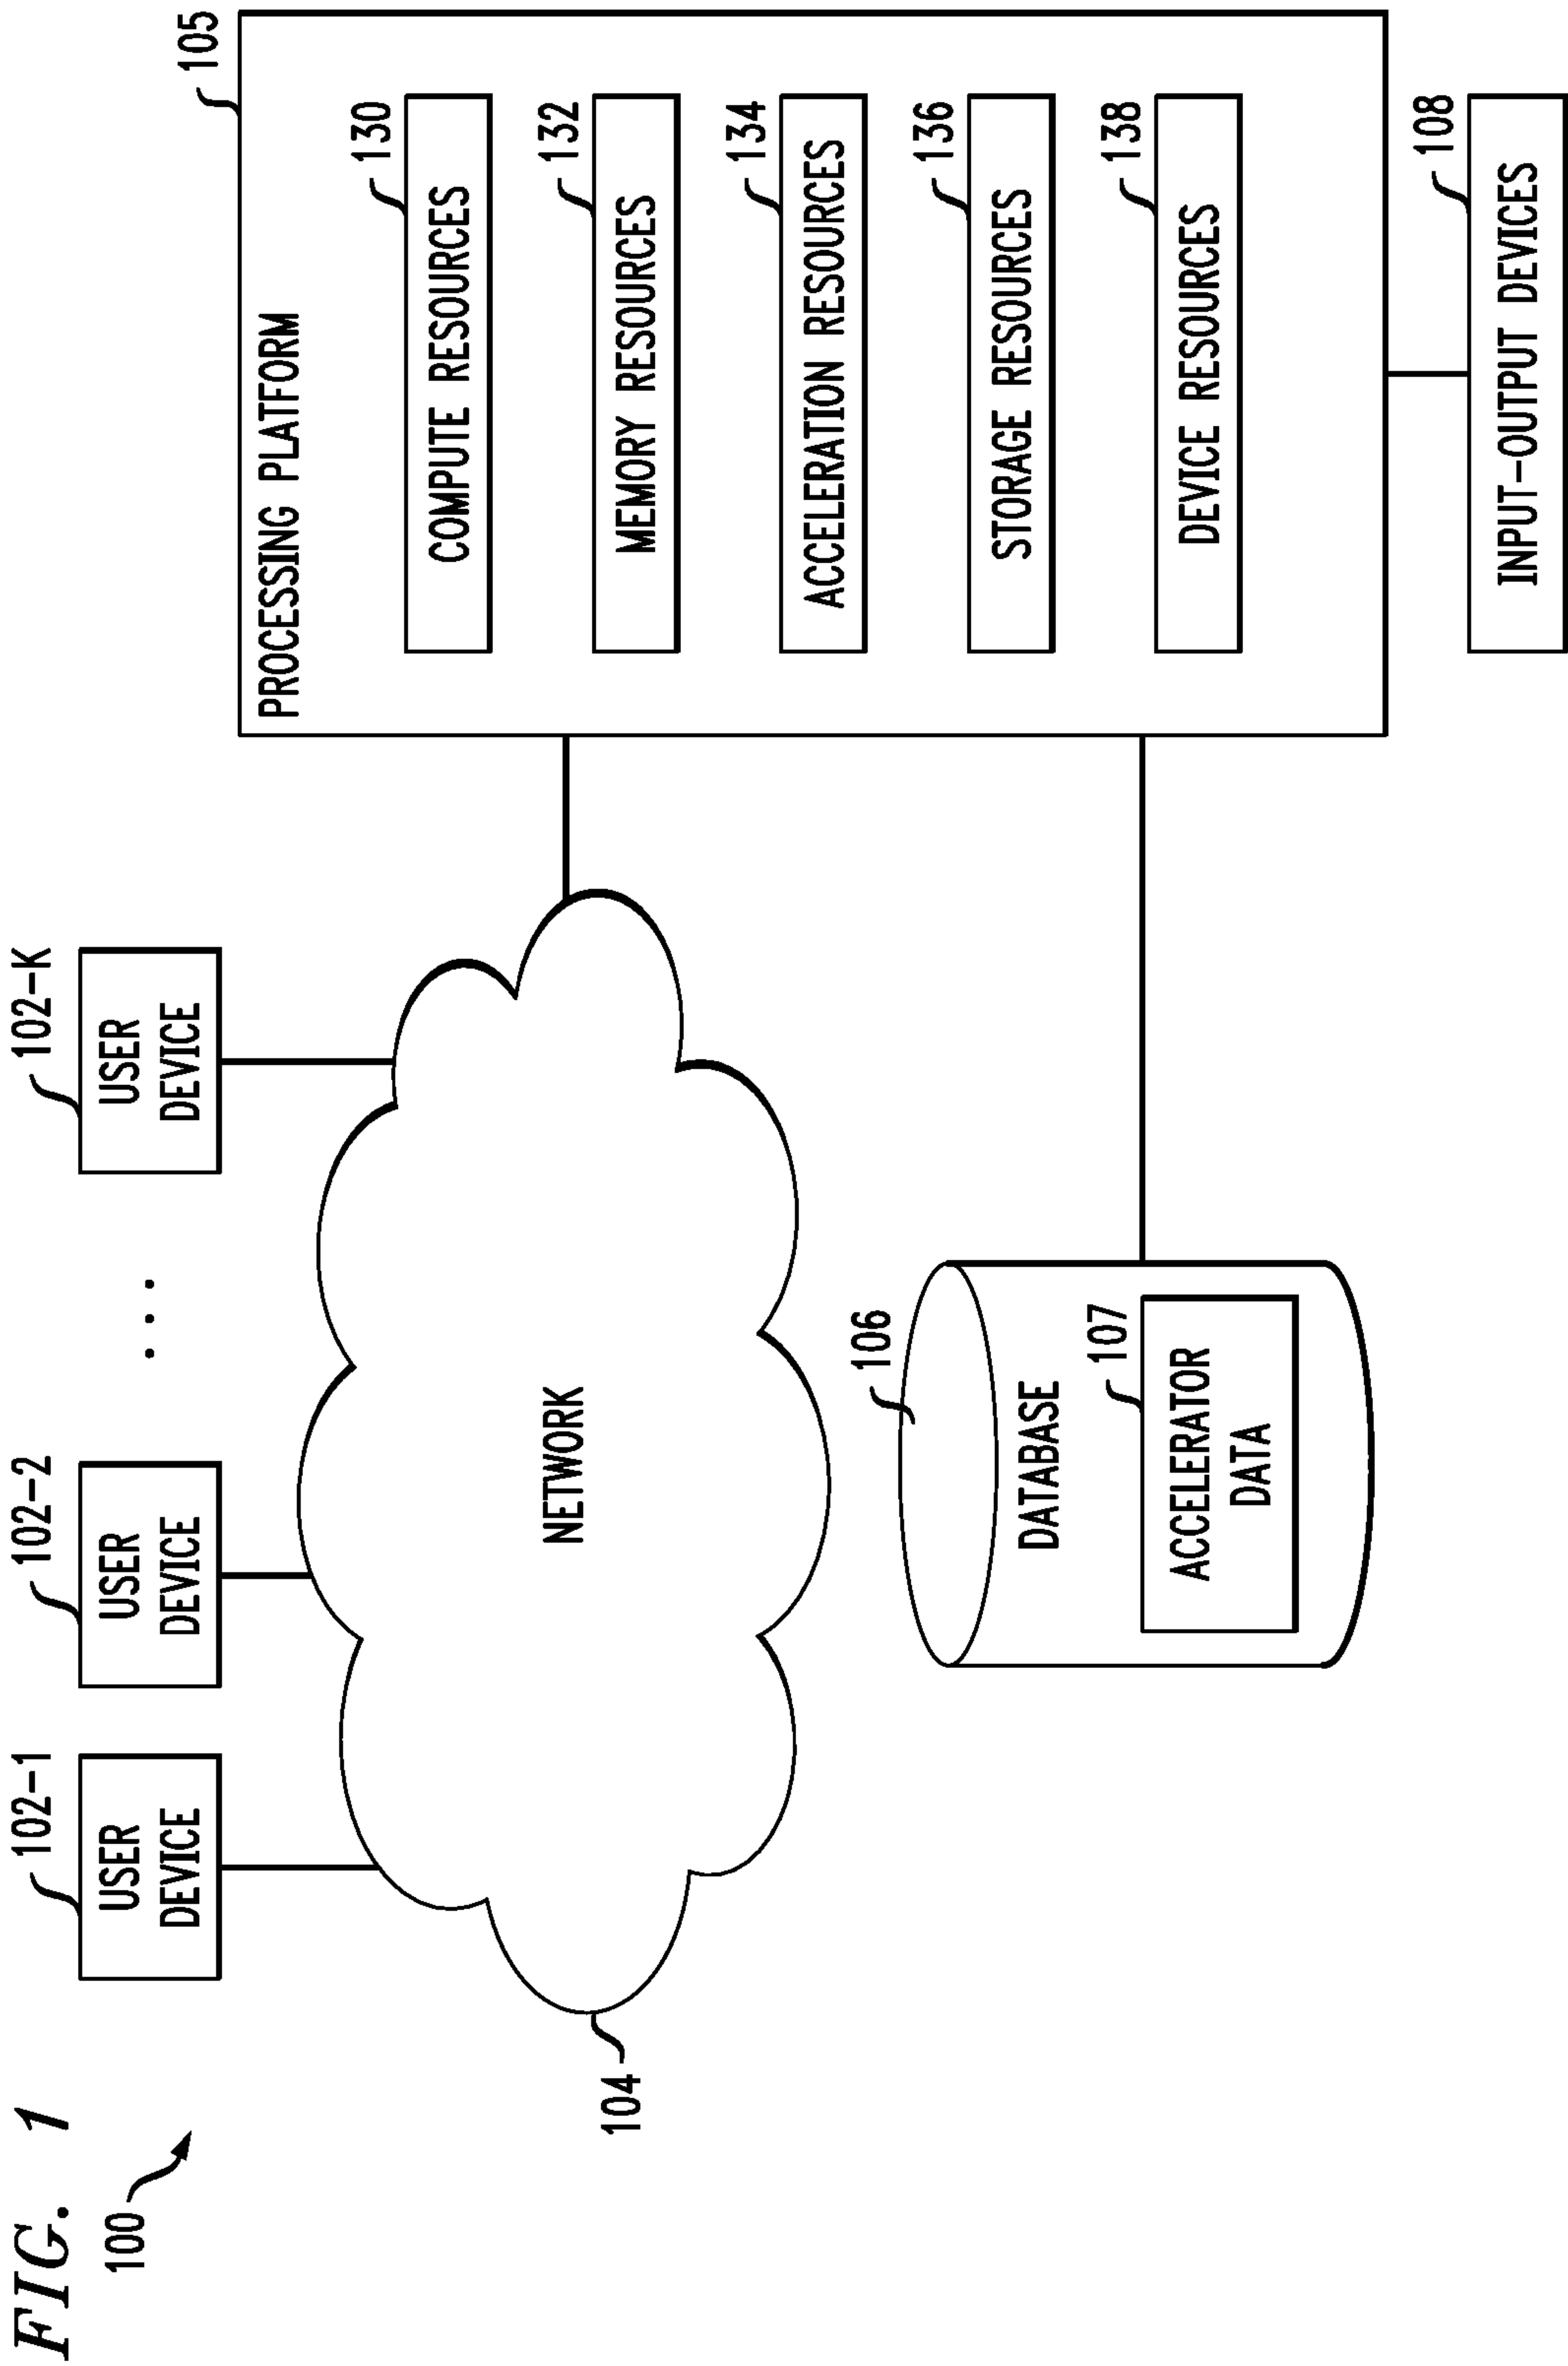 FIG. 1
100
102-1
USER
DEVICE
102-2
USER
DEVICE
. . .
102-K
USER
DEVICE
104
NETWORK
105
PROCESSING PLATFORM
130
COMPUTE RESOURCES
132
MEMORY RESOURCES
134
ACCELERATION RESOURCES
136
STORAGE RESOURCES
138
DEVICE RESOURCES
106
DATABASE
107
ACCELERATOR
DATA
108
INPUT-OUTPUT DEVICES